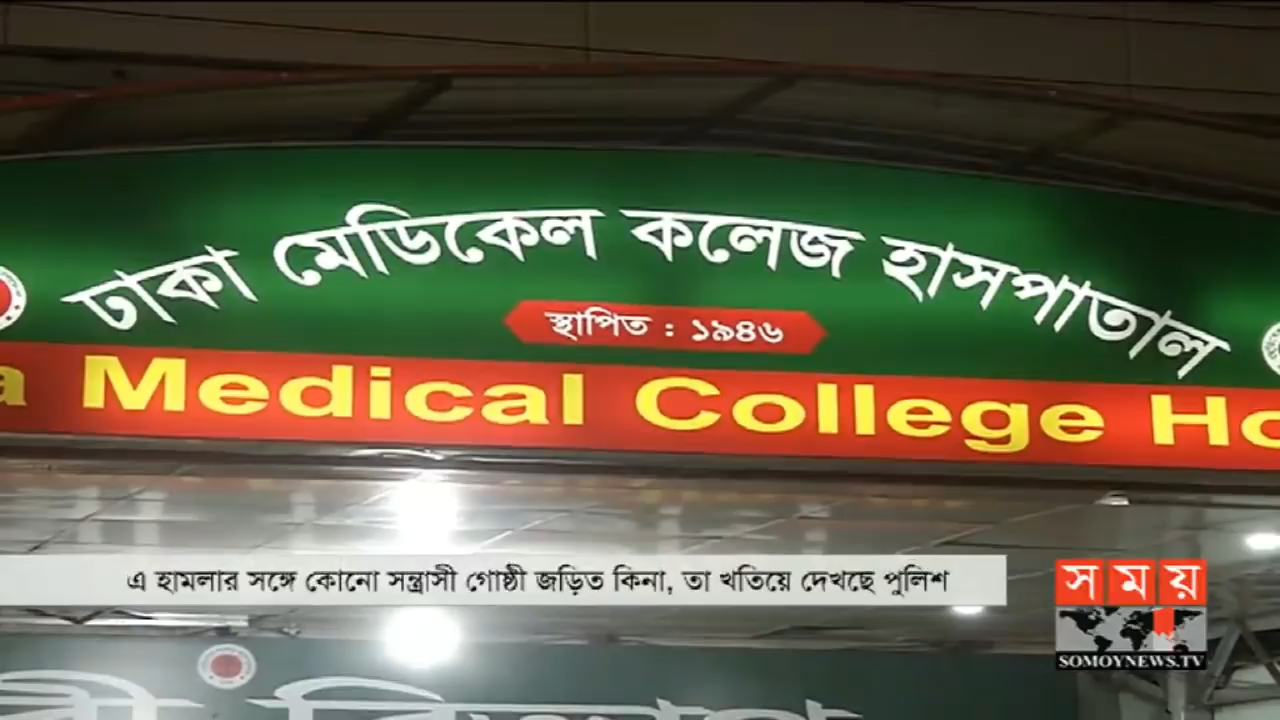 ঢাকা মেডিকেল কলেজ হাসপাতাল
স্থাপিত : ১৯৪৬
a Medical College Ho
এ হামলার সঙ্গে কোনো সন্ত্রাসী গোষ্ঠী জড়িত কিনা, তা খতিয়ে দেখছে পুলিশ
সময়
SOMOYNEWS.TV